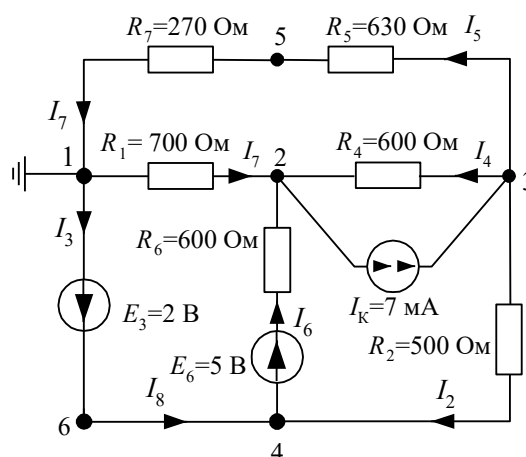 R7= 270 Ом
5
R5= 630 Ом
I5
I7
1
R1= 700 Ом
I7
2
R4= 600 Ом
I4
3
I3
R6= 600 Ом
E3=2 В
IК=7 мА
I6
E6=5 В
R2= 500 Ом
I8
I2
6
4